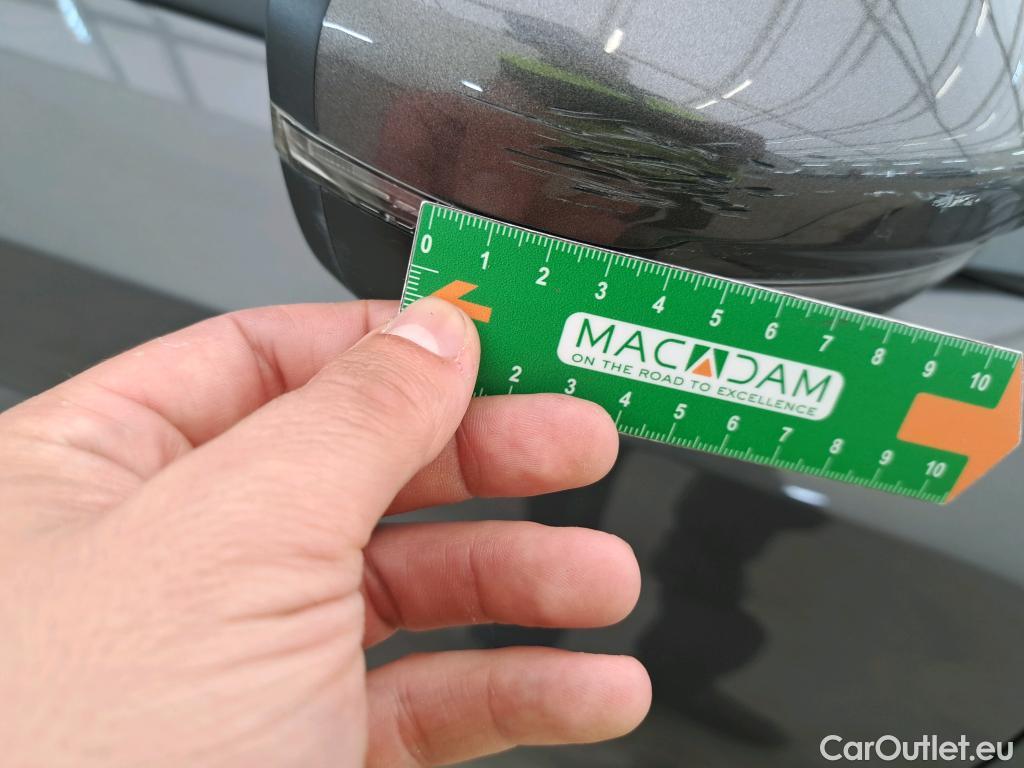 0 1 2 3 4 5 6 7 8 9 10
MACADAM
ON THE ROAD TO EXCELLENCE
2 3 4 5 6 7 8 9 10
CarOutlet.eu